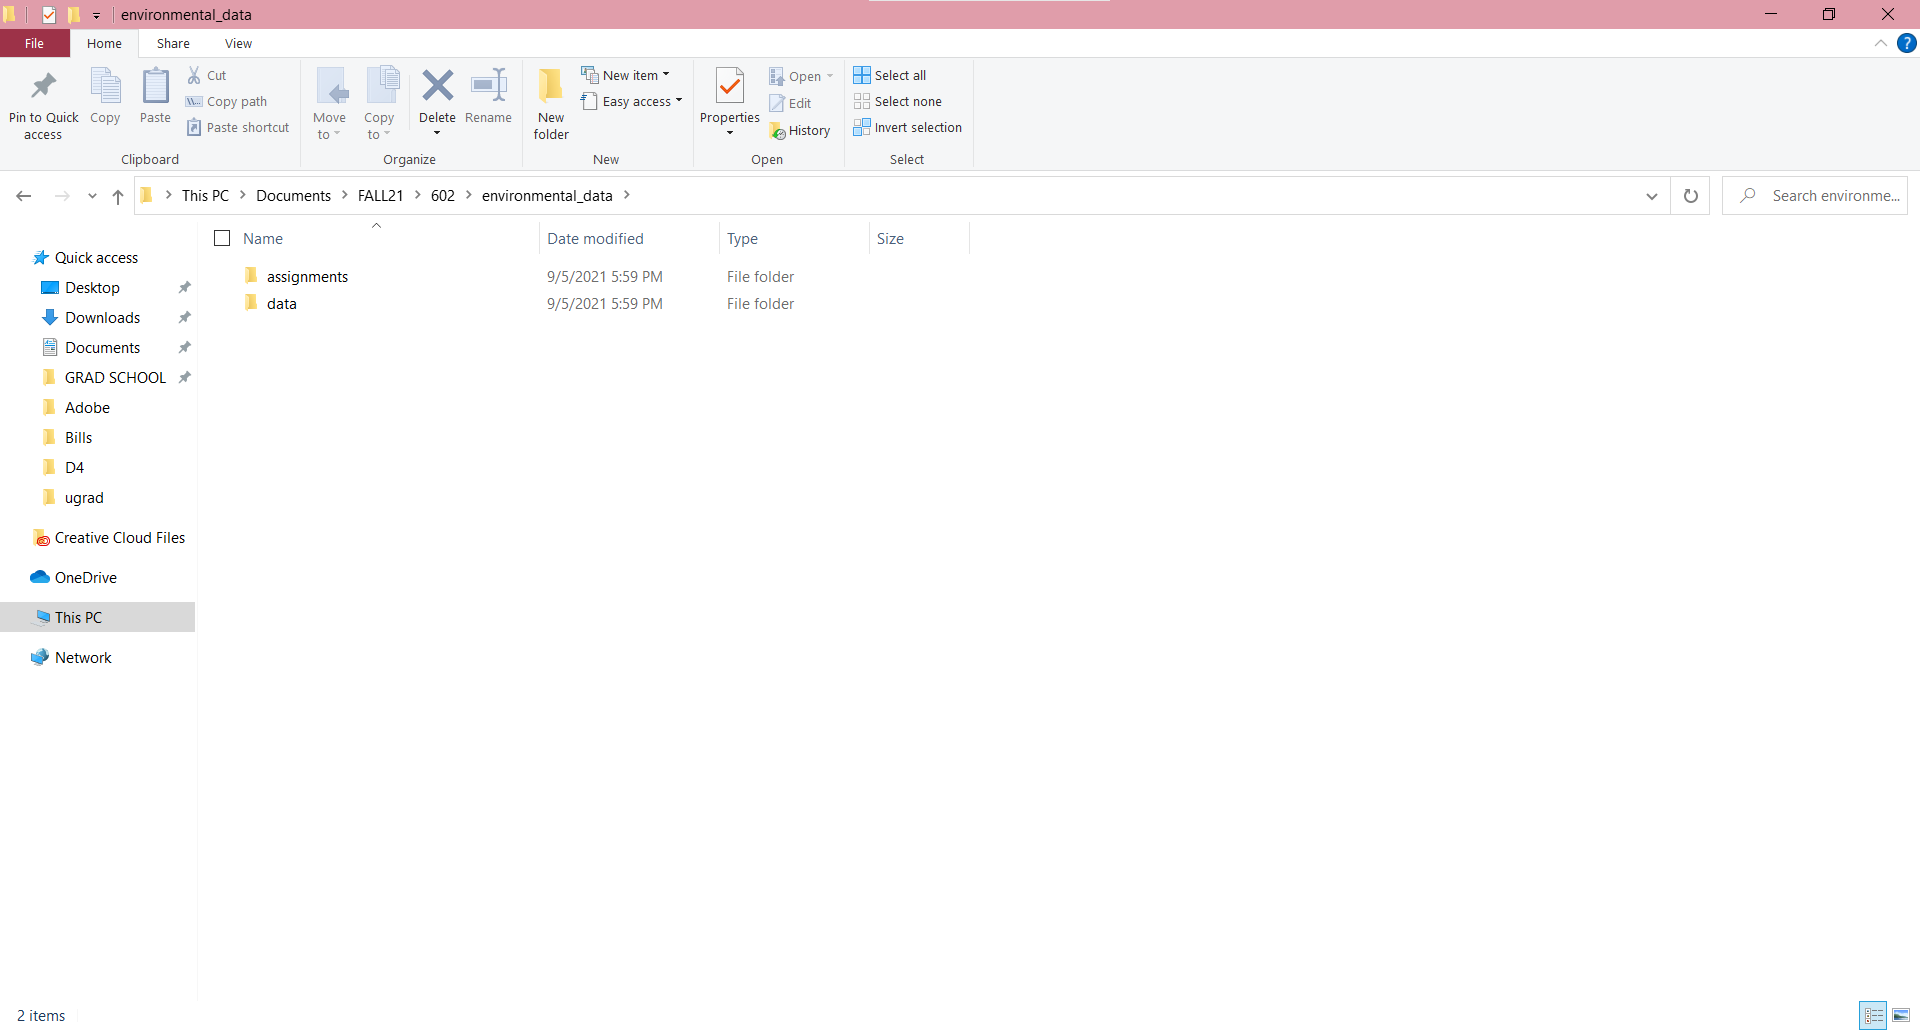 environmental_data
File Home Share View
Pin to Quick access
Copy
Paste
Cut
Copy path
Paste shortcut
Clipboard
Move to
Copy to
Delete
Rename
Organize
New folder
New item
Easy access
New
Properties
Open
Edit
History
Open
Select all
Select none
Invert selection
Select
This PC > Documents > FALL21 > 602 > environmental_data >
Search environme...
Name Date modified Type Size
assignments 9/5/2021 5:59 PM File folder
data 9/5/2021 5:59 PM File folder
Quick access
Desktop
Downloads
Documents
GRAD SCHOOL
Adobe
Bills
D4
ugrad
Creative Cloud Files
OneDrive
This PC
Network
2 items